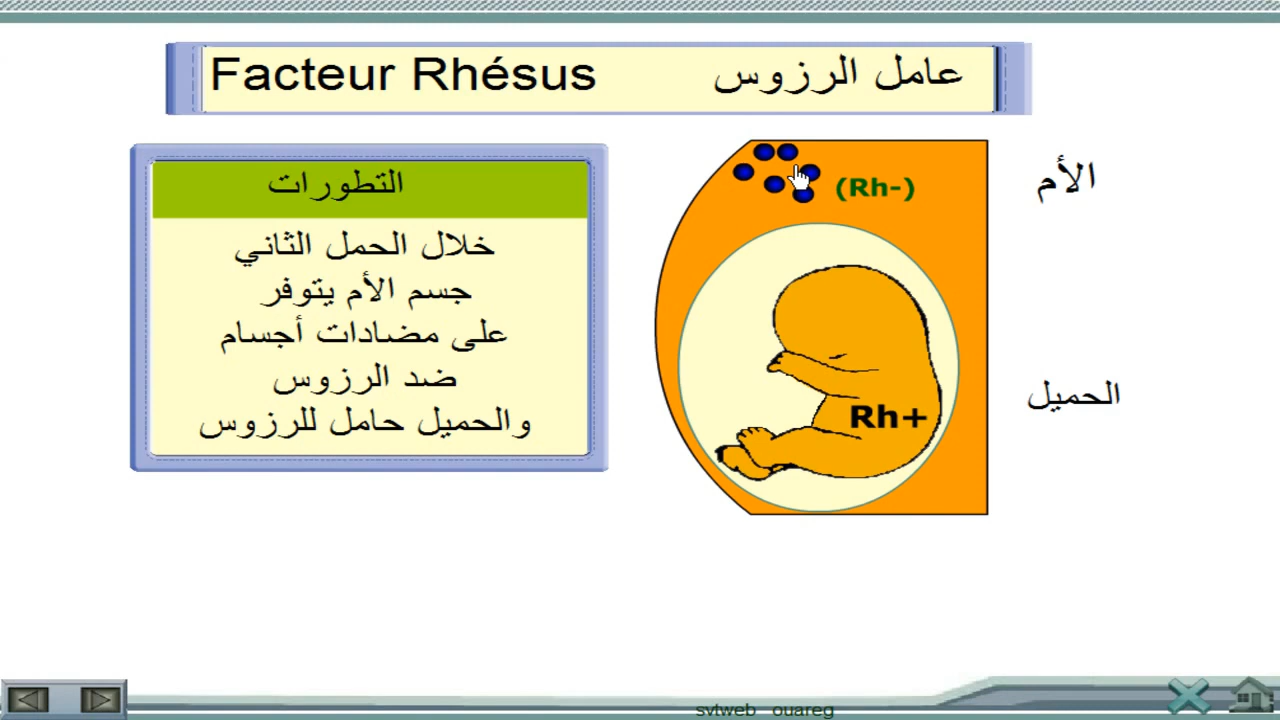 Facteur Rhésus عامل الرزوس
التطورات
خلال الحمل الثاني
جسم الأم يتوفر
على مضادات أجسام
ضد الرزوس
والحميل حامل للرزوس
الأم
(Rh-)
الحميل
Rh+
svtweb ouareg